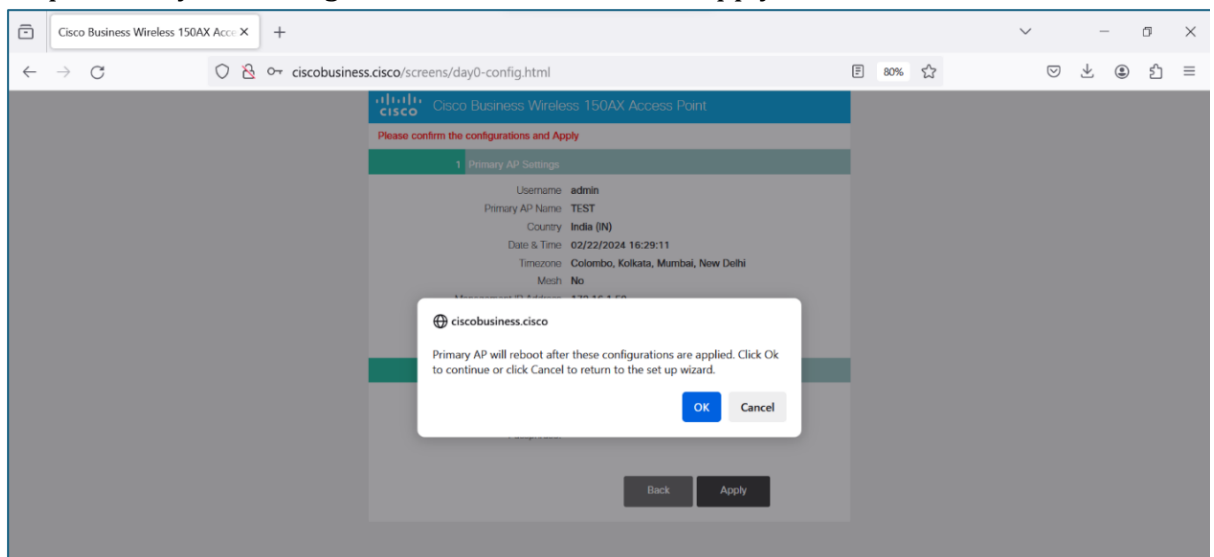 Cisco Business Wireless 150AX Acce
ciscobusiness.cisco/screens/day0-config.html
80%
CISCO Cisco Business Wireless 150AX Access Point
Please confirm the configurations and Apply
1 Primary AP Settings
Username admin
Primary AP Name TEST
Country India (IN)
Date & Time 02/22/2024 16:29:11
Timezone Colombo, Kolkata, Mumbai, New Delhi
Mesh No
ciscobusiness.cisco
Primary AP will reboot after these configurations are applied. Click Ok
to continue or click Cancel to return to the set up wizard.
OK Cancel
Back Apply